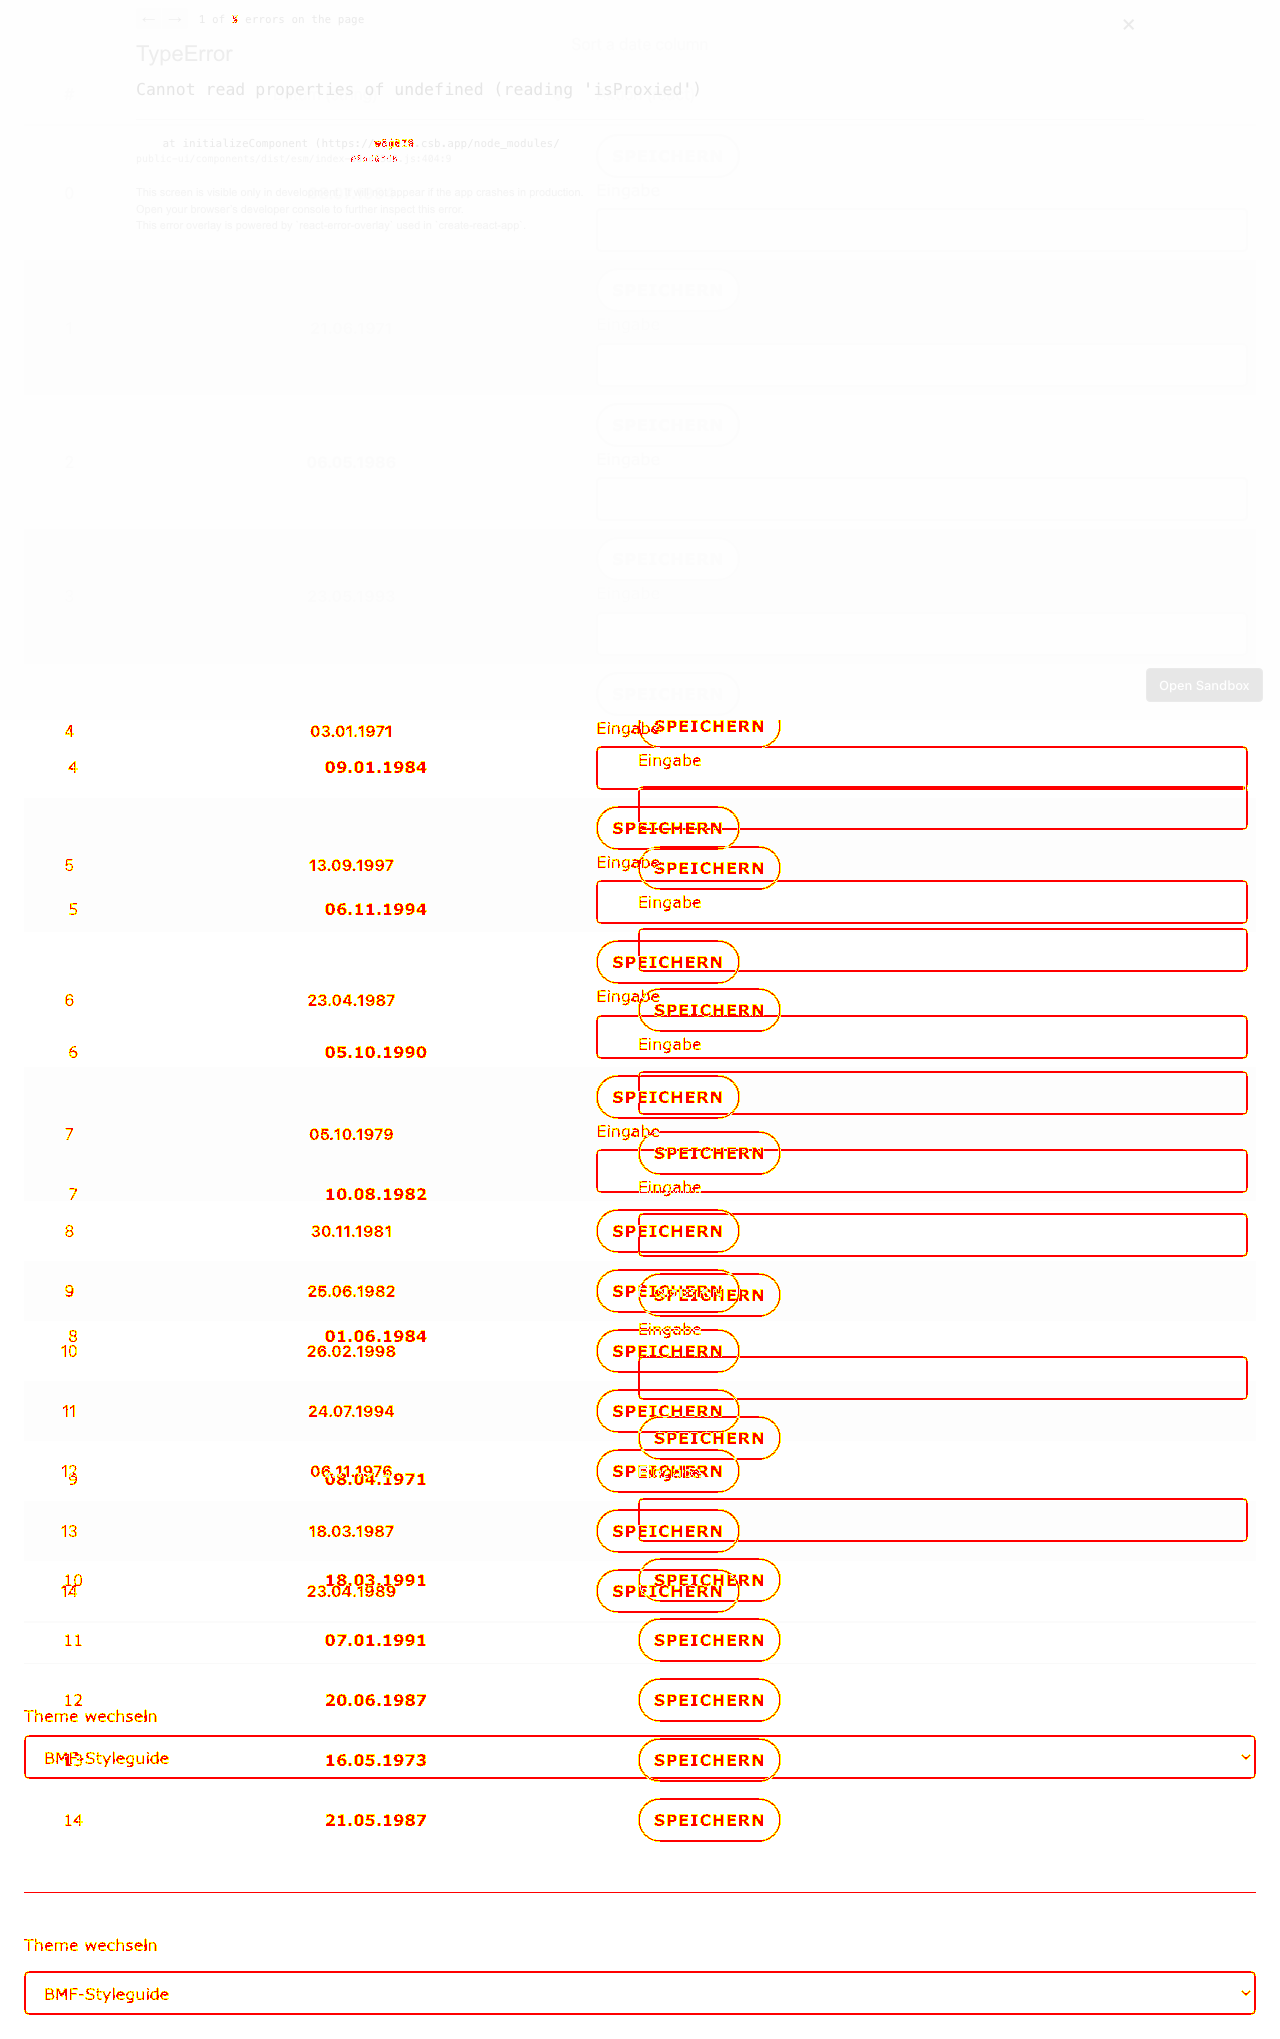 1 of errors on the page
TypeError
Cannot read properties of undefined (reading 'isProxied')
at initializeComponent (https:/ .csb.app/node_modules/
SPEICHERN
Eingabe
This screen is visible only in development. It will not appear if the app crashes in production.
Open your browser's developer console to further inspect this error.
This error overlay is powered by `react-error-overlay` used in `create-react-app`.
SPEICHERN
SPEICHERN
Eingabe
SPEICHERN
SPEICHERN
Open Sandbox
4 03.01.1971 Eingabe SPEICHERN
4 09.01.1984 Eingabe
SPEICHERN
5 13.09.1997 Eingabe SPEICHERN
5 06.11.1994 Eingabe
SPEICHERN
6 23.04.1987 Eingabe SPEICHERN
6 05.10.1990 Eingabe
SPEICHERN
7 05.10.1979 Eingabe SPEICHERN
7 10.08.1982 Eingabe
8 30.11.1981 SPEICHERN
9 25.06.1982 SPEICHERN SPEICHERN
8 01.06.1984 Eingabe
10 26.02.1998 SPEICHERN
11 24.07.1994 SPEICHERN
SPEICHERN
12 06.11.1976 SPEICHERN Eingabe
9 08.04.1971
13 18.03.1987 SPEICHERN
10 18.03.1991 SPEICHERN
14 23.04.1989 SPEICHERN
11 07.01.1991 SPEICHERN
12 20.06.1987 SPEICHERN
Theme wechseln
BMF-Styleguide
13 16.05.1973 SPEICHERN
14 21.05.1987 SPEICHERN
Theme wechseln
BMF-Styleguide